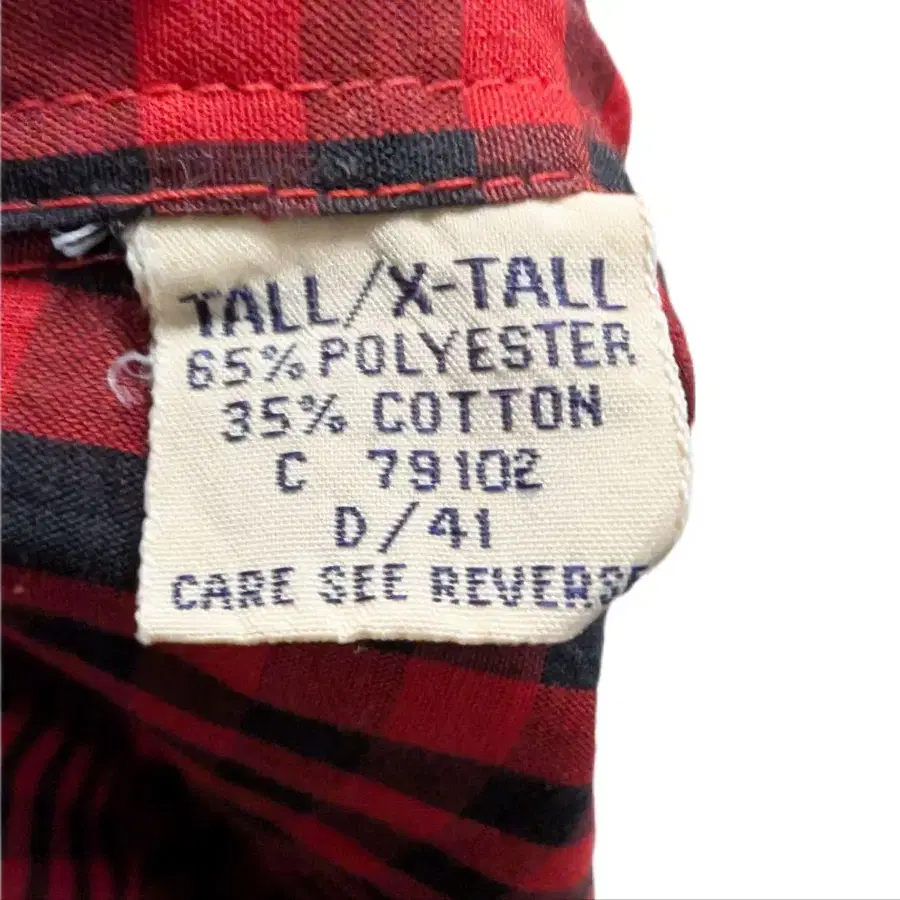 TALL/X-TALL
65% POLYESTER
35% COTTON
C 79102
D/41
CARE SEE REVERSE